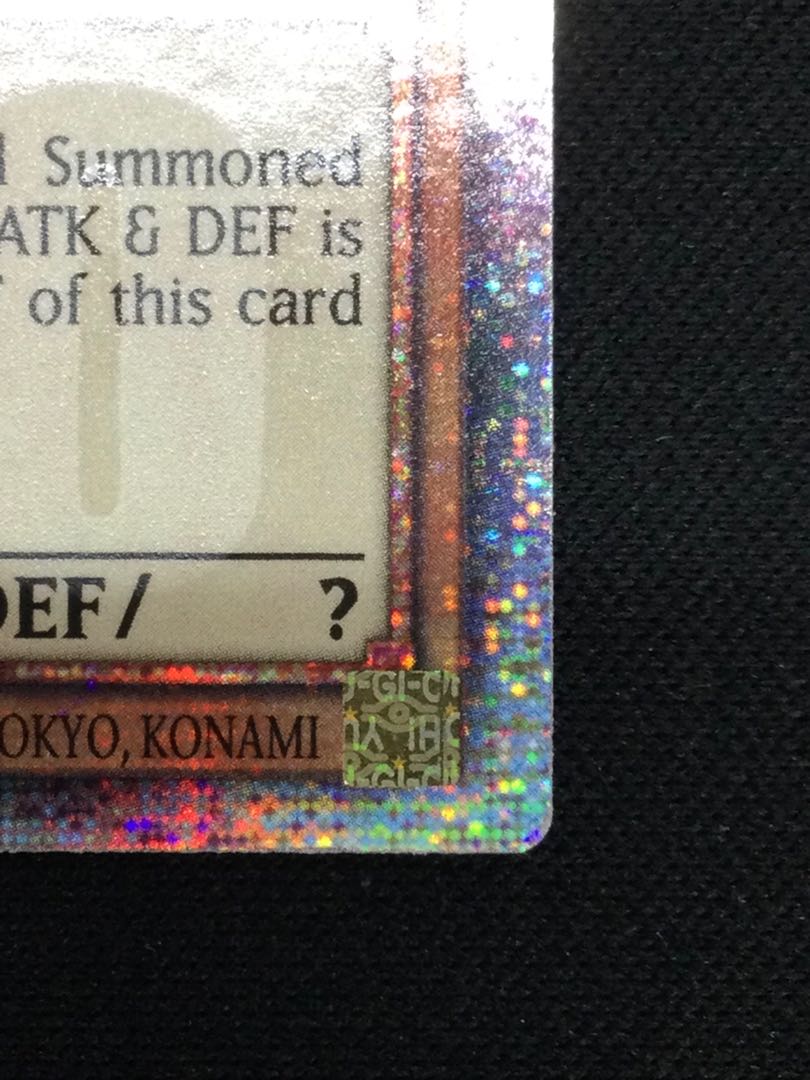 Summoned
ATK & DEF is
of this card
DEF/ ?
OKYO, KONAMI